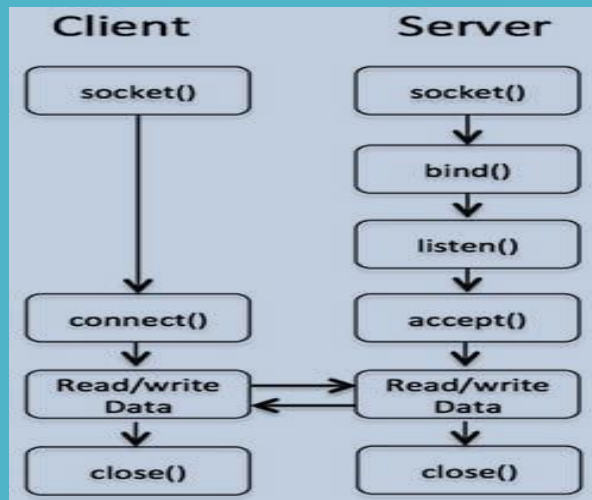 Client Server
socket() socket()
bind()
listen()
connect() accept()
Read/write Read/write
Data Data
close() close()